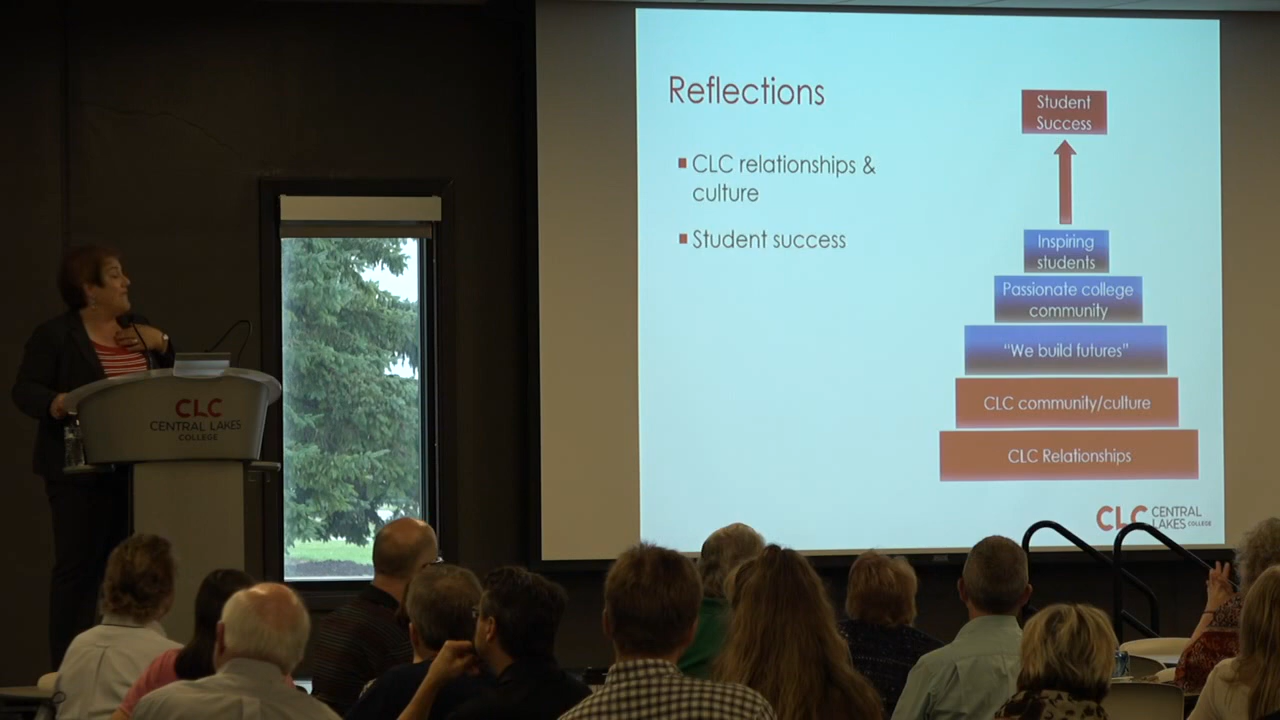 Reflections
CLC relationships &
culture
Student success
Student
Success
Inspiring
students
Passionate college
community
“We build futures”
CLC community/culture
CLC Relationships
CLC CENTRAL
LAKES COLLEGE
CLC
CENTRAL LAKES
COLLEGE